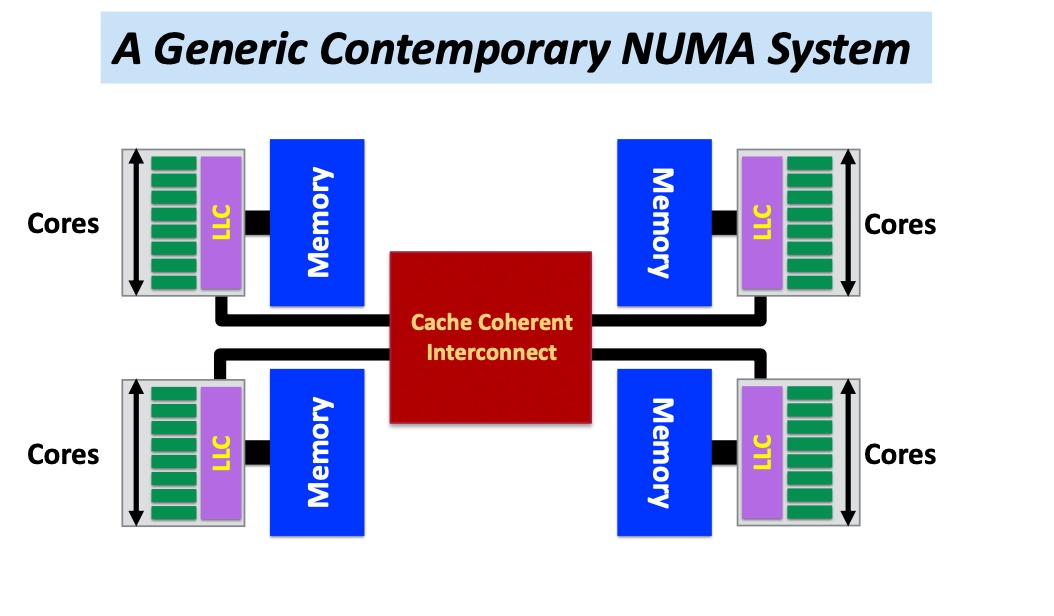 A Generic Contemporary NUMA System
Cores
LLC
Memory
Memory
LLC
Cores
Cache Coherent
Interconnect
Cores
LLC
Memory
Memory
LLC
Cores